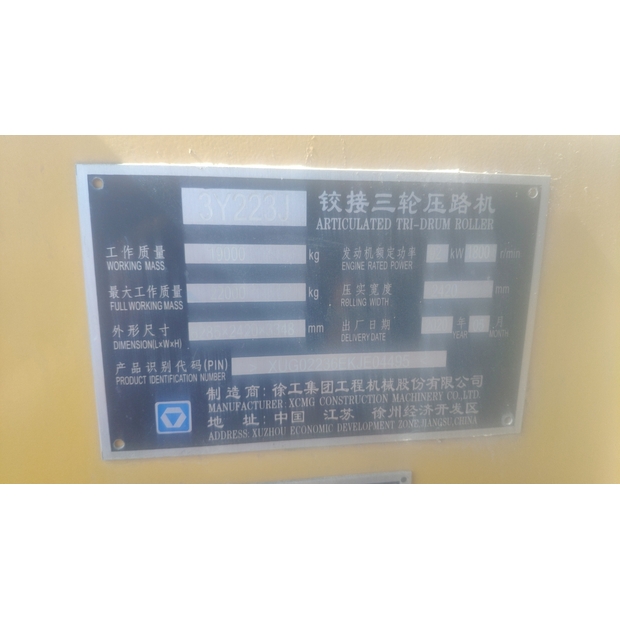 3Y223J 铰接三轮压路机
ARTICULATED TRI-DRUM ROLLER
工作质量 19000 kg 发动机额定功率 kW 1800 r/min
WORKING MASS ENGINE RATED POWER
最大工作质量 kg 压实宽度 mm
FULL WORKING MASS RELLING WIDTH
外形尺寸 mm 出厂日期 年 月
DIMENSION(L×W×H) DELIVERY DATE YEAR MONTH
产品识别代码(PIN)
PRODUCT IDENTIFICATION NUMBER
制造商:徐工集团工程机械股份有限公司
MANUFACTURER: XCMG CONSTRUCTION MACHINERY CO.,LTD.
地 址:中国 江苏 徐州经济开发区
ADDRESS: XUZHOU ECONOMIC DEVELOPMENT ZONE JIANGSU, CHINA